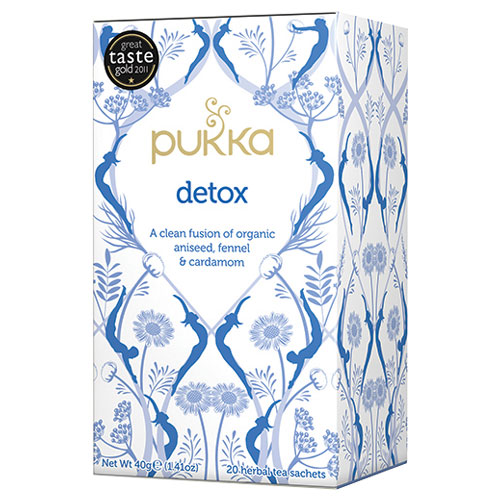 great
taste
gold 2011
pukka
detox
A clean fusion of organic
aniseed, fennel
& cardamom
Net Wt 40g e (1.41oz)
20 herbal tea sachets